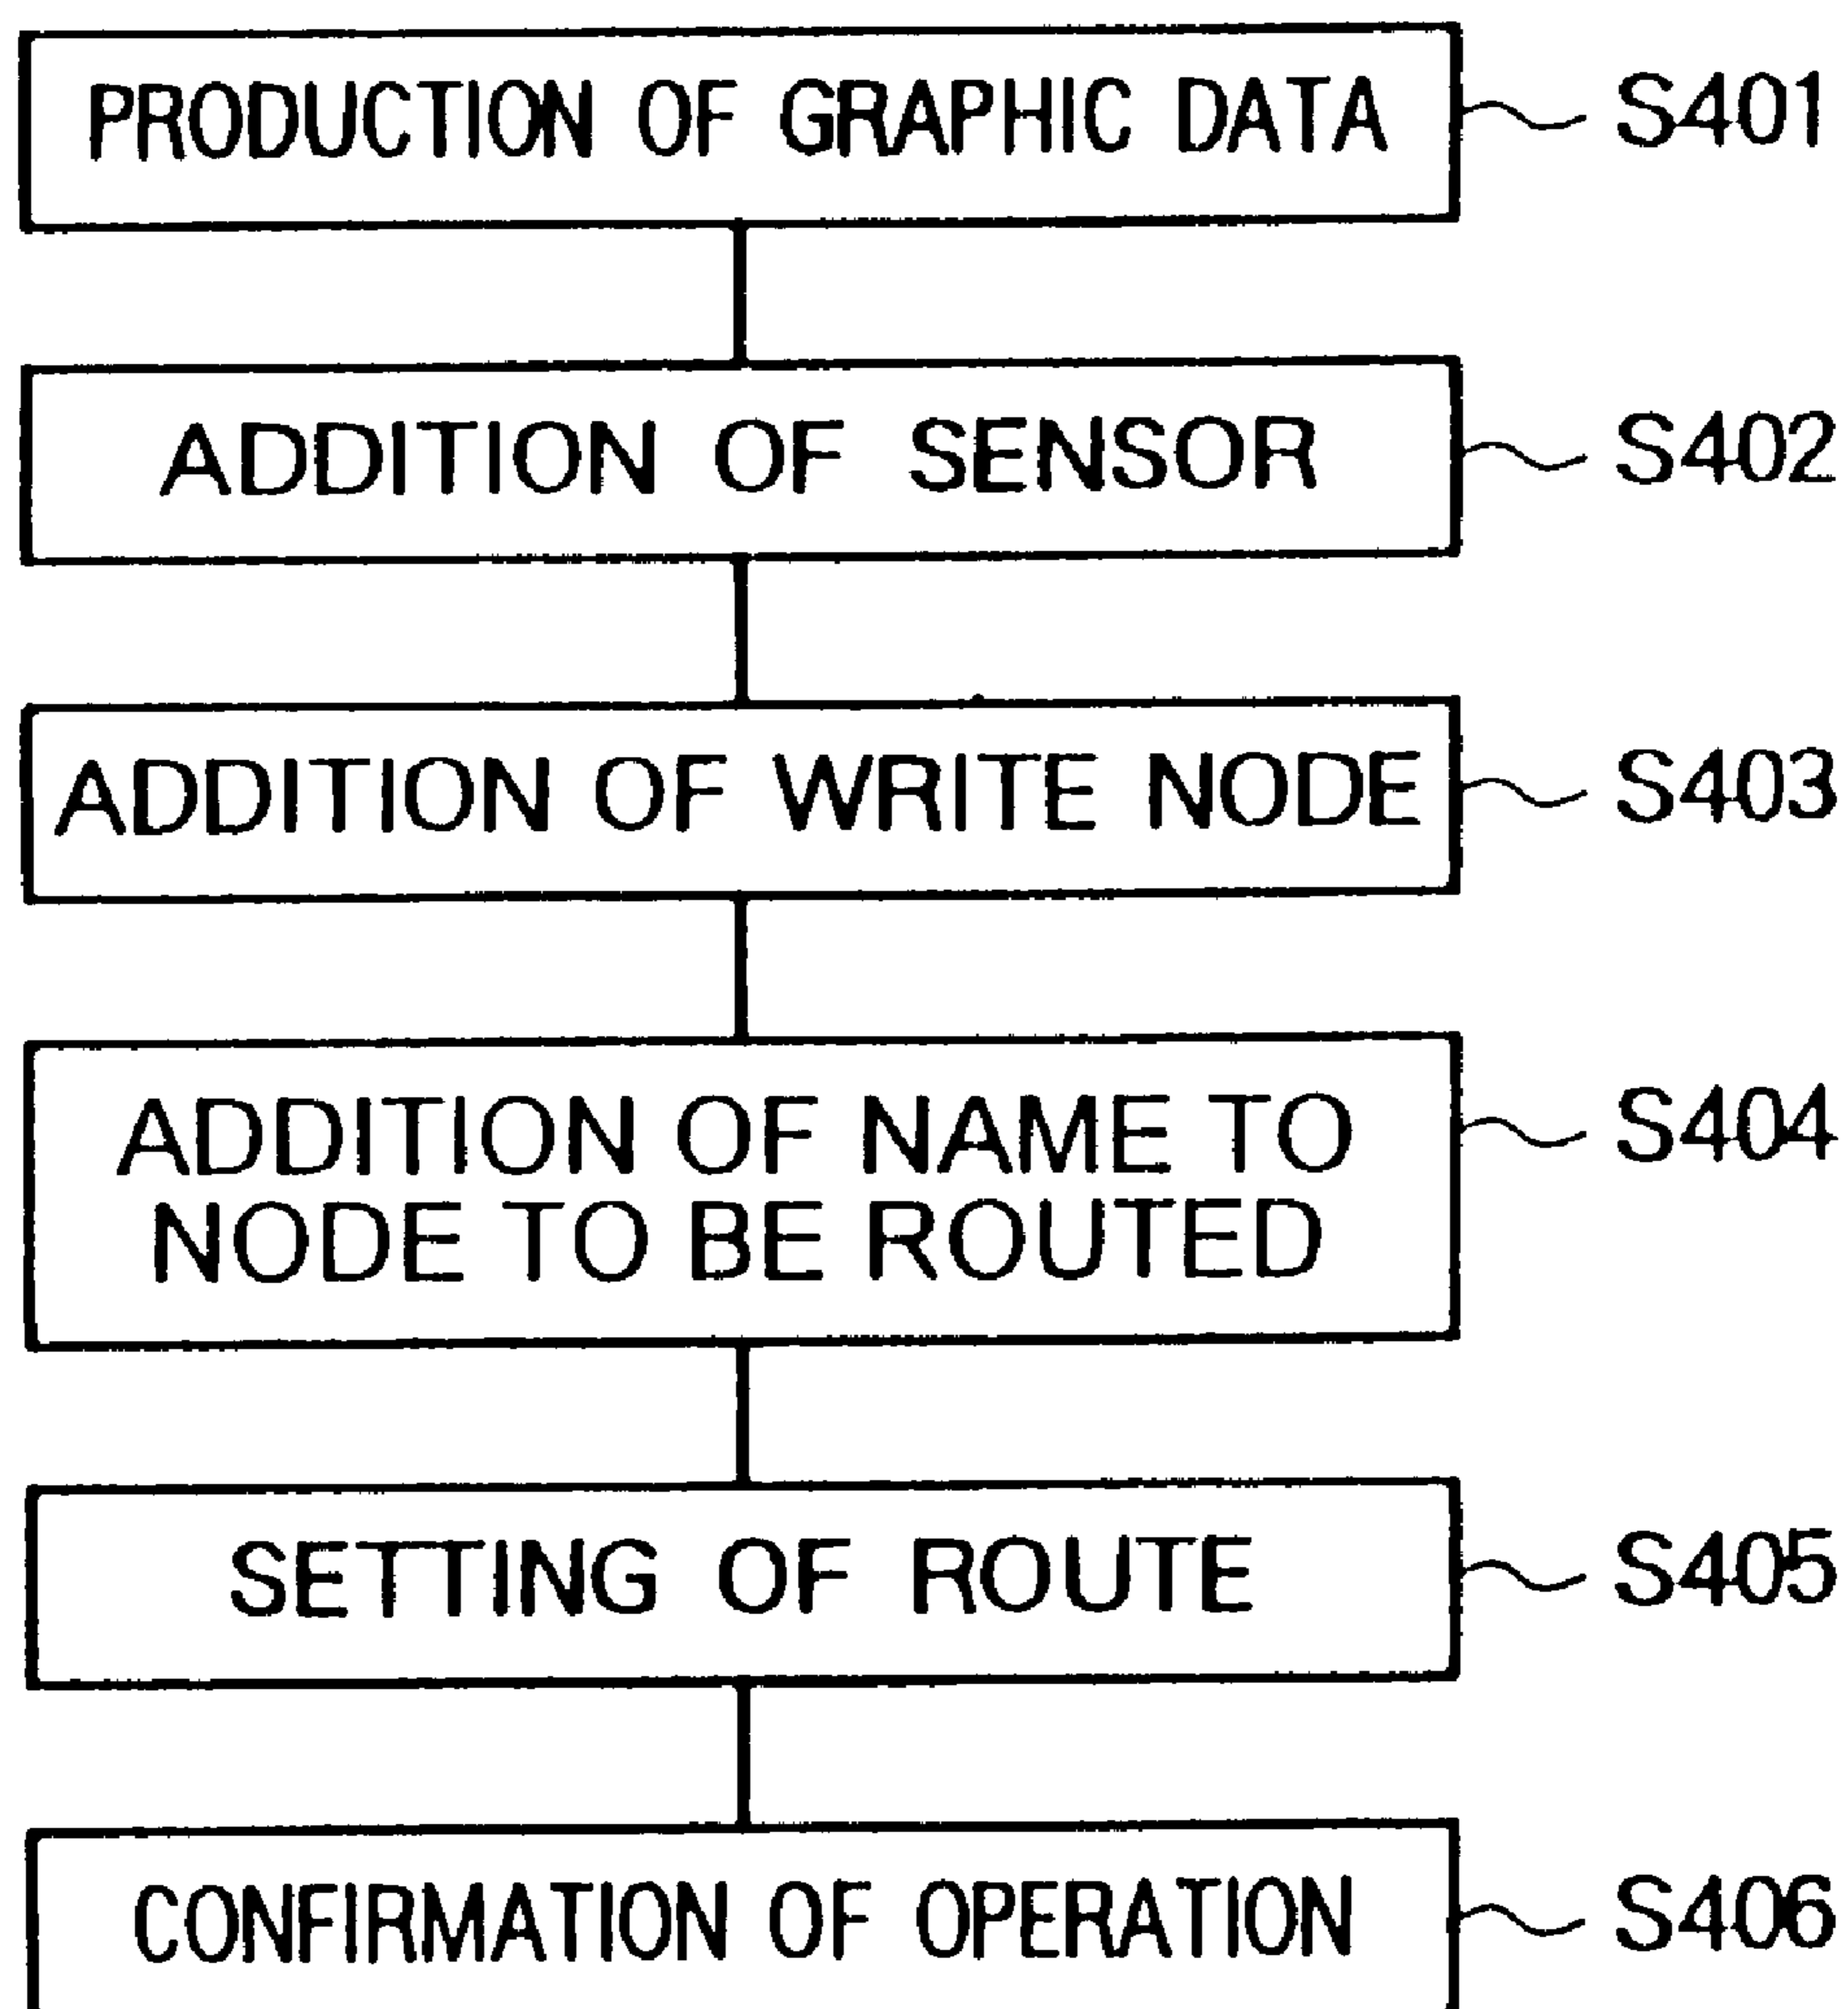 PRODUCTION OF GRAPHIC DATA S401
ADDITION OF SENSOR S402
ADDITION OF WRITE NODE S403
ADDITION OF NAME TO S404
NODE TO BE ROUTED
SETTING OF ROUTE S405
CONFIRMATION OF OPERATION S406